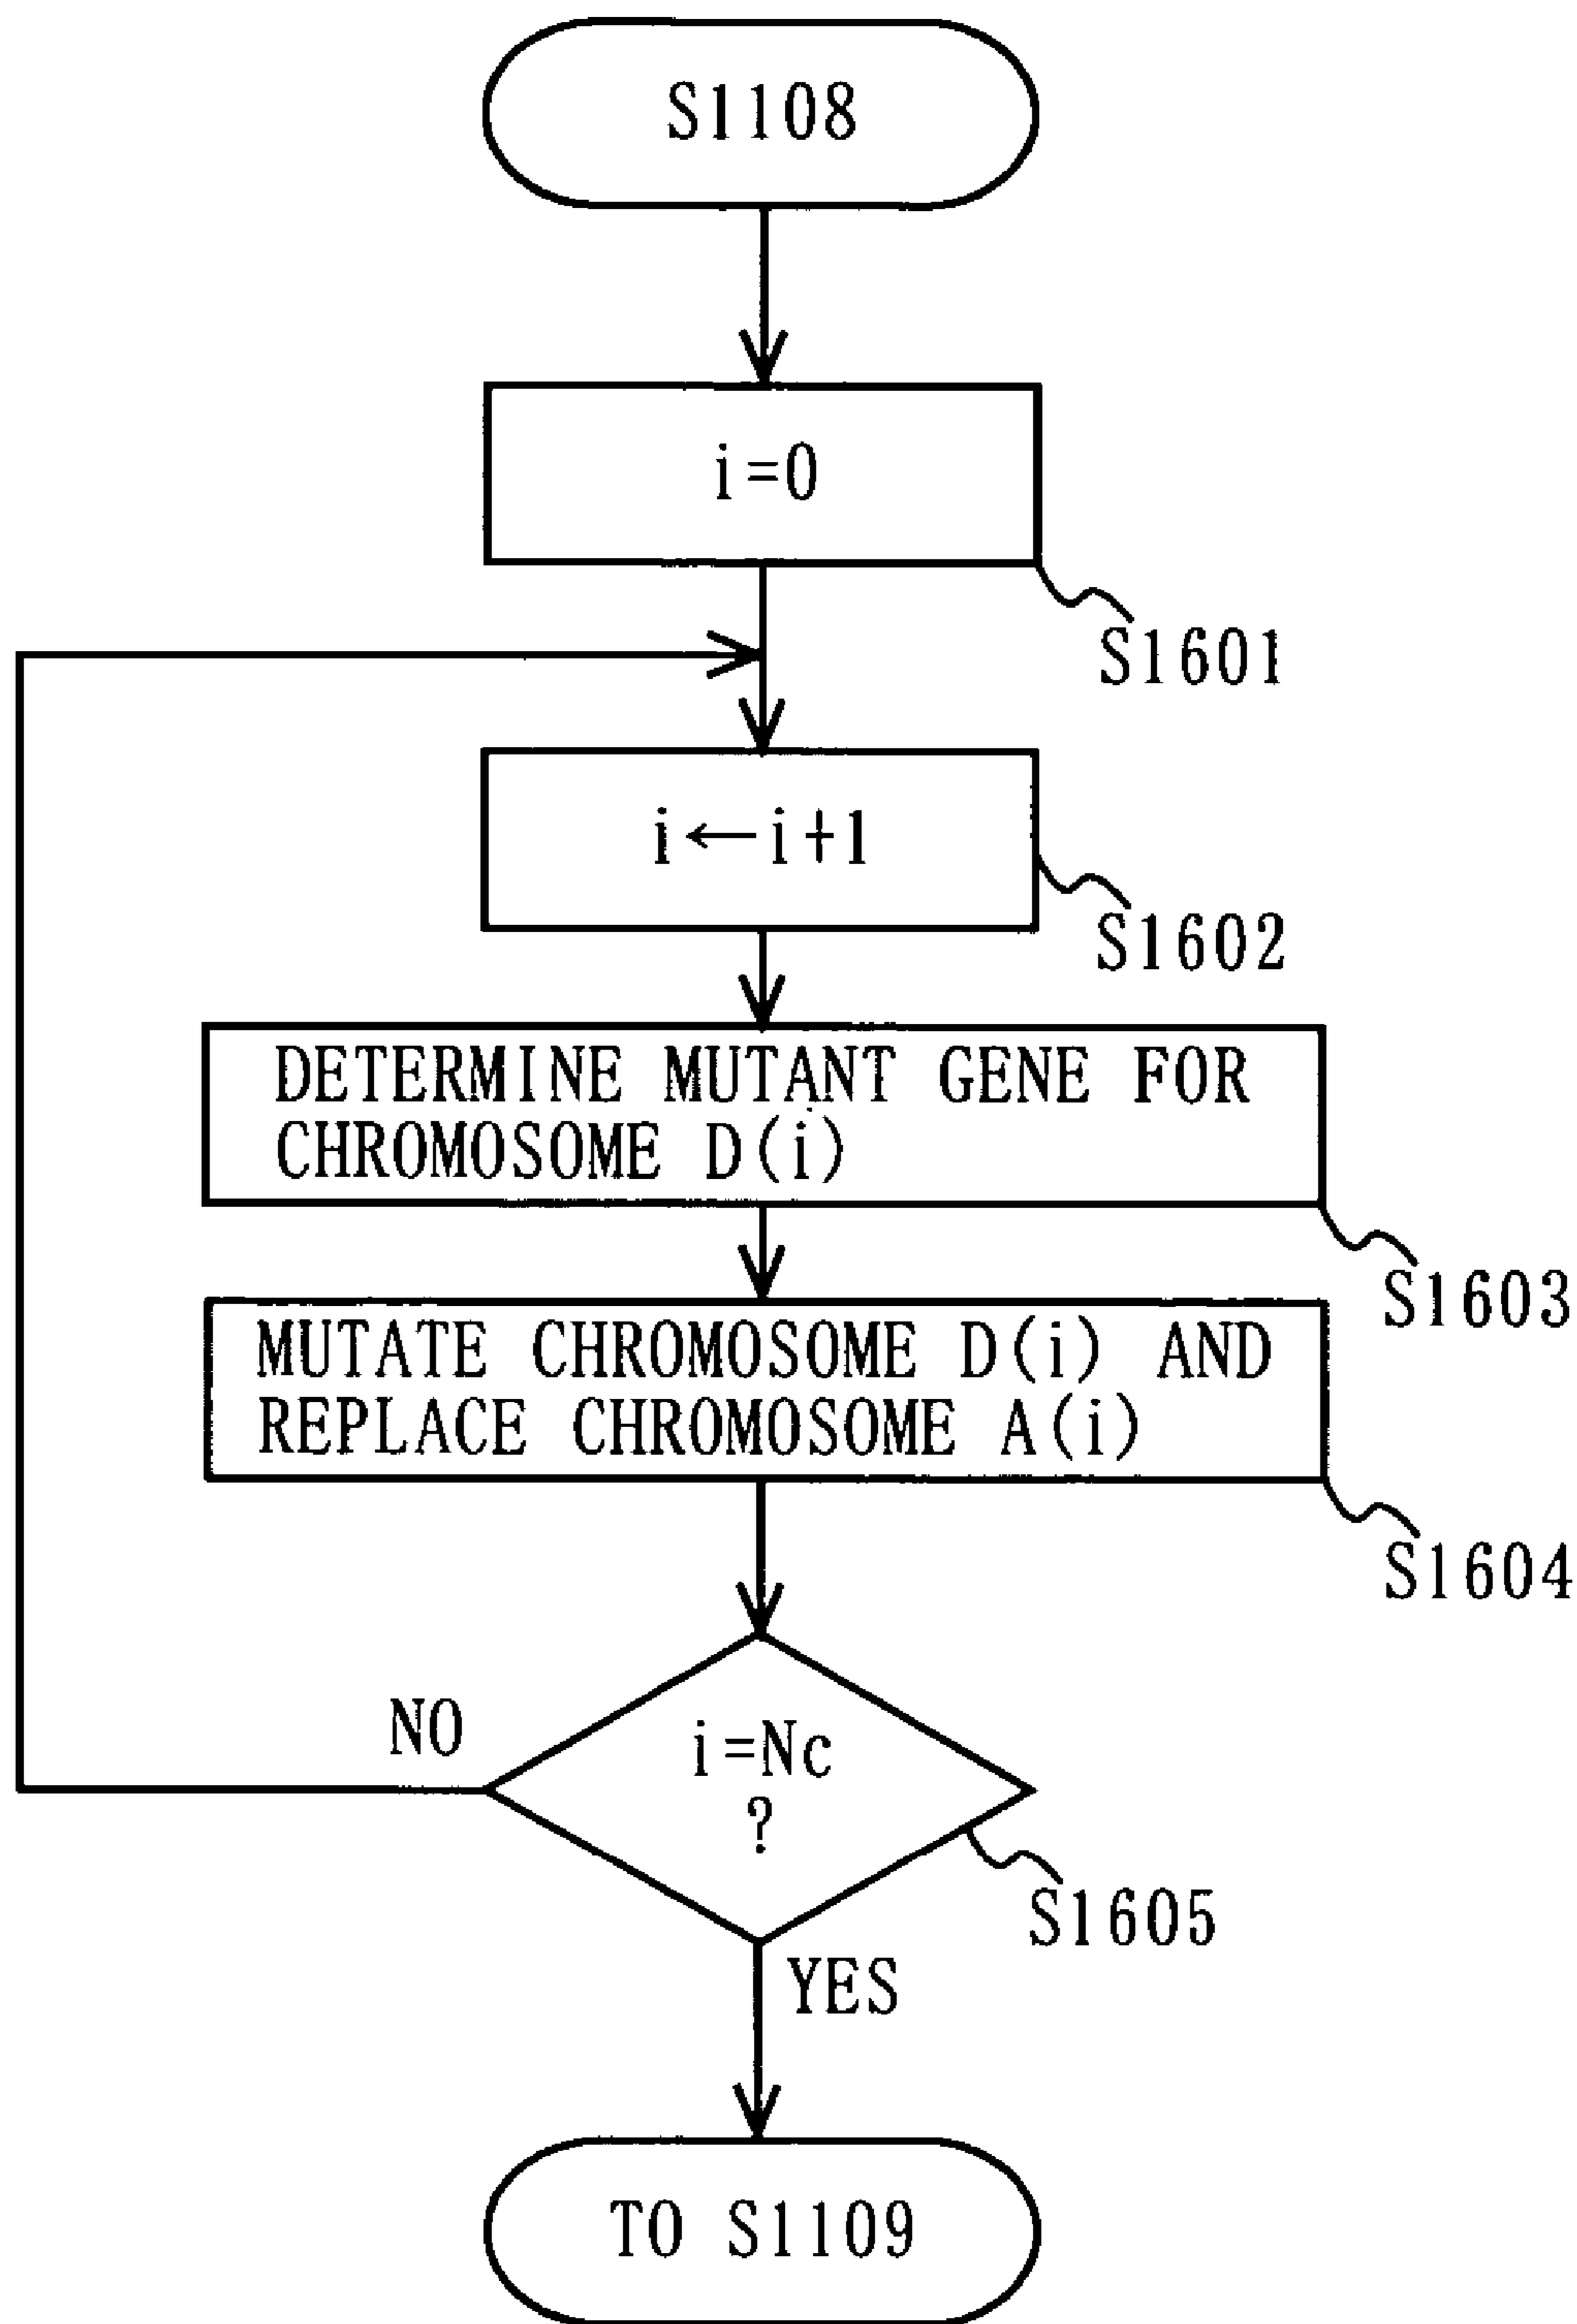 S1108
i=0
S1601
i←i+1
S1602
DETERMINE MUTANT GENE FOR
CHROMOSOME D(i)
S1603
MUTATE CHROMOSOME D(i) AND
REPLACE CHROMOSOME A(i)
S1604
NO
i=Nc
?
S1605
YES
TO S1109